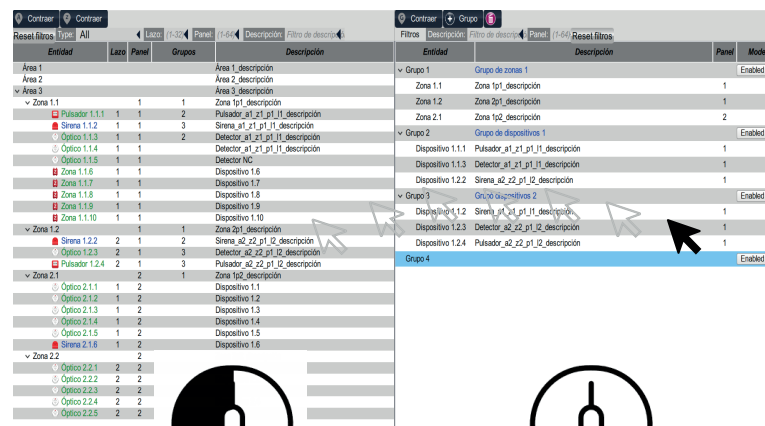 Contraer Contraer
Reset filtros Type: All Lazo: (1-32) Panel: (1-64) Descripción: Filtro de descrip
Entidad Lazo Panel Grupos Descripción
Área 1 Área 1_descripción
Área 2 Área 2_descripción
Área 3 Área 3_descripción
Zona 1.1 1 1 Zona 1p1_descripción
Pulsador 1.1.1 1 1 2 Pulsador_a1_z1_p1_l1_descripción
Sirena 1.1.2 1 1 3 Sirena_a1_z1_p1_l1_descripción
Óptico 1.1.3 1 1 2 Detector_a1_z1_p1_l1_descripción
Óptico 1.1.4 1 1 Detector_a1_z1_p1_l1_descripción
Óptico 1.1.5 1 1 Detector NC
Zona 1.1.6 1 1 Dispositivo 1.6
Zona 1.1.7 1 1 Dispositivo 1.7
Zona 1.1.8 1 1 Dispositivo 1.8
Zona 1.1.9 1 1 Dispositivo 1.9
Zona 1.1.10 1 1 Dispositivo 1.10
Zona 1.2 1 1 Zona 2p1_descripción
Sirena 1.2.2 2 1 2 Sirena_a2_z2_p1_l2_descripción
Óptico 1.2.3 2 1 3 Detector_a2_z2_p1_l2_descripción
Pulsador 1.2.4 2 1 3 Pulsador_a2_z2_p1_l2_descripción
Zona 2.1 2 1 Zona 1p2_descripción
Óptico 2.1.1 1 2 Dispositivo 1.1
Óptico 2.1.2 1 2 Dispositivo 1.2
Óptico 2.1.3 1 2 Dispositivo 1.3
Óptico 2.1.4 1 2 Dispositivo 1.4
Óptico 2.1.5 1 2 Dispositivo 1.5
Sirena 2.1.6 1 2 Dispositivo 1.6
Zona 2.2 2
Óptico 2.2.1 2 2
Óptico 2.2.2 2 2
Óptico 2.2.3 2 2
Óptico 2.2.4 2 2
Óptico 2.2.5 2 2
Contraer Grupo
Filtros Descripción: Filtro de descrip Panel: (1-64) Reset filtros
Entidad Descripción Panel Mode
Grupo 1 Grupo de zonas 1 Enabled
Zona 1.1 Zona 1p1_descripción 1
Zona 1.2 Zona 2p1_descripción 1
Zona 2.1 Zona 1p2_descripción 2
Grupo 2 Grupo de dispositivos 1 Enabled
Dispositivo 1.1.1 Pulsador_a1_z1_p1_l1_descripción 1
Dispositivo 1.1.3 Detector_a1_z1_p1_l1_descripción 1
Dispositivo 1.2.2 Sirena_a2_z2_p1_l2_descripción 1
Grupo 3 Grupo dispositivos 2 Enabled
Dispositivo 1.1.2 Sirena_a1_z1_p1_l1_descripción 1
Dispositivo 1.2.3 Detector_a2_z2_p1_l2_descripción 1
Dispositivo 1.2.4 Pulsador_a2_z2_p1_l2_descripción 1
Grupo 4 Enabled